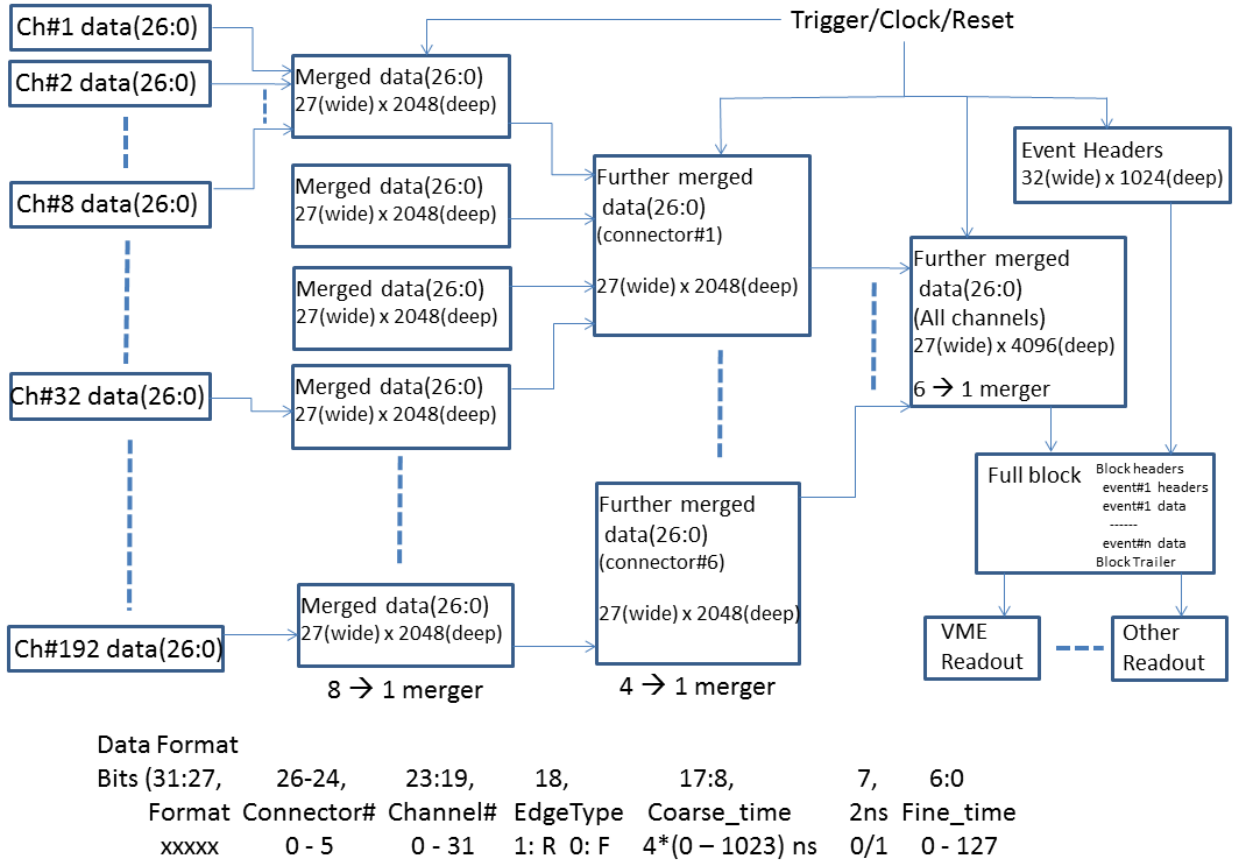 Ch#1 data(26:0)
Ch#2 data(26:0)
Ch#8 data(26:0)
Ch#32 data(26:0)
Ch#192 data(26:0)
Trigger/Clock/Reset
Merged data(26:0)
27(wide) x 2048(deep)
Merged data(26:0)
27(wide) x 2048(deep)
Merged data(26:0)
27(wide) x 2048(deep)
Merged data(26:0)
27(wide) x 2048(deep)
Merged data(26:0)
27(wide) x 2048(deep)
8 → 1 merger
Further merged
data(26:0)
(connector#1)
27(wide) x 2048(deep)
Further merged
data(26:0)
(connector#6)
27(wide) x 2048(deep)
4 → 1 merger
Event Headers
32(wide) x 1024(deep)
Further merged
data(26:0)
(All channels)
27(wide) x 4096(deep)
6 → 1 merger
Full block
Block headers
event#1 headers
event#1 data
------
event#n data
Block Trailer
VME
Readout
Other
Readout
Data Format
Bits (31:27, 26-24, 23:19, 18, 17:8, 7, 6:0
Format Connector# Channel# EdgeType Coarse_time 2ns Fine_time
xxxxx 0 - 5 0 - 31 1: R 0: F 4*(0 – 1023) ns 0/1 0 - 127